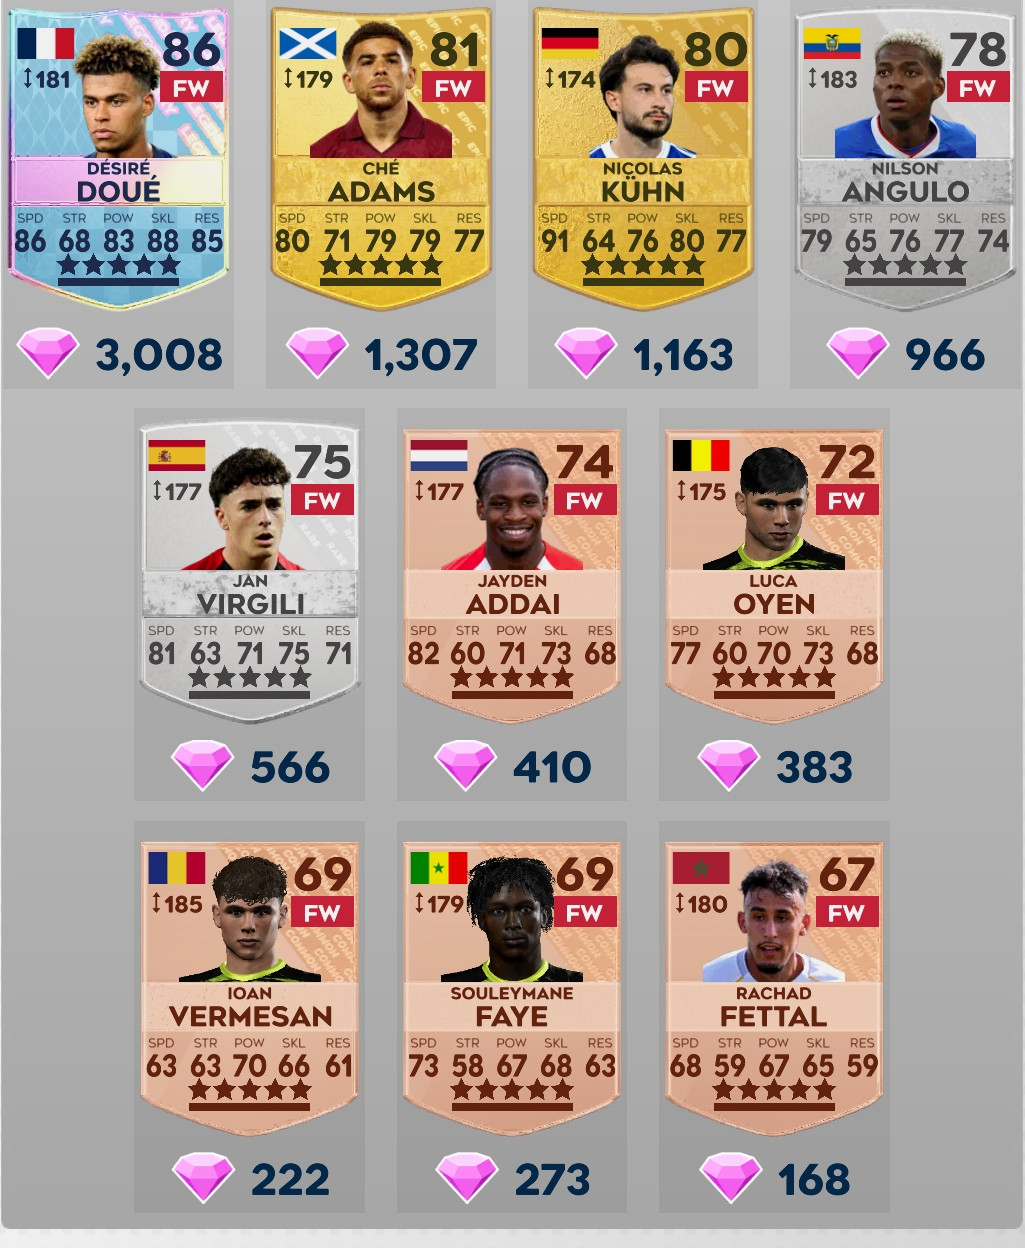 86
↕181
FW
DÉSIRÉ
DOUÉ
SPD STR POW SKL RES
86 68 83 88 85
3,008
81
↕179
FW
CHÉ
ADAMS
SPD STR POW SKL RES
80 71 79 79 77
1,307
80
↕174
FW
NICOLAS
KÜHN
SPD STR POW SKL RES
91 64 76 80 77
1,163
78
↕183
FW
NILSON
ANGULO
SPD STR POW SKL RES
79 65 76 77 74
966
75
↕177
FW
JAN
VIRGILI
SPD STR POW SKL RES
81 63 71 75 71
566
74
↕177
FW
JAYDEN
ADDAI
SPD STR POW SKL RES
82 60 71 73 68
410
72
↕175
FW
LUCA
OYEN
SPD STR POW SKL RES
77 60 70 73 68
383
69
↕185
FW
IOAN
VERMESAN
SPD STR POW SKL RES
63 63 70 66 61
222
69
↕179
FW
SOULEYMANE
FAYE
SPD STR POW SKL RES
73 58 67 68 63
273
67
↕180
FW
RACHAD
FETTAL
SPD STR POW SKL RES
68 59 67 65 59
168